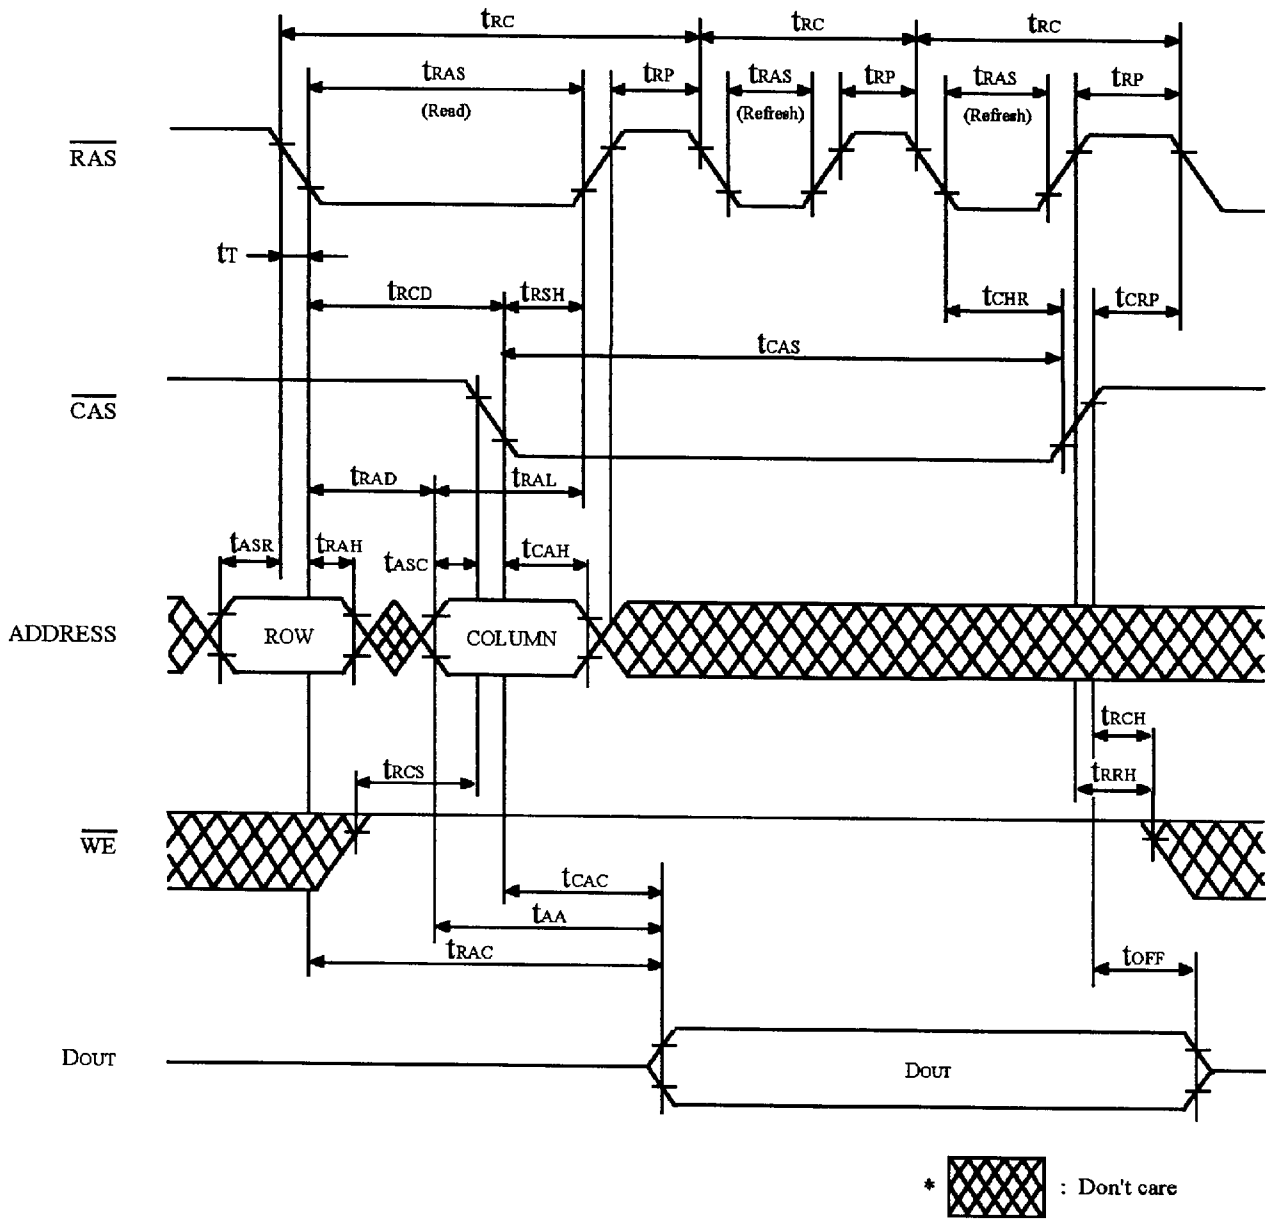 tRC tRC tRC
tRAS tRP tRAS tRP tRAS tRP
(Read) (Refresh) (Refresh)
RAS
tT
tRCD tRSH tCHR tCRP
tCAS
CAS
tRAD tRAL
tASR tRAH tASC tCAH
ADDRESS ROW COLUMN
tRCH
tRCS tRRH
WE
tCAC
tAA
tRAC tOFF
DOUT DOUT
* : Don't care